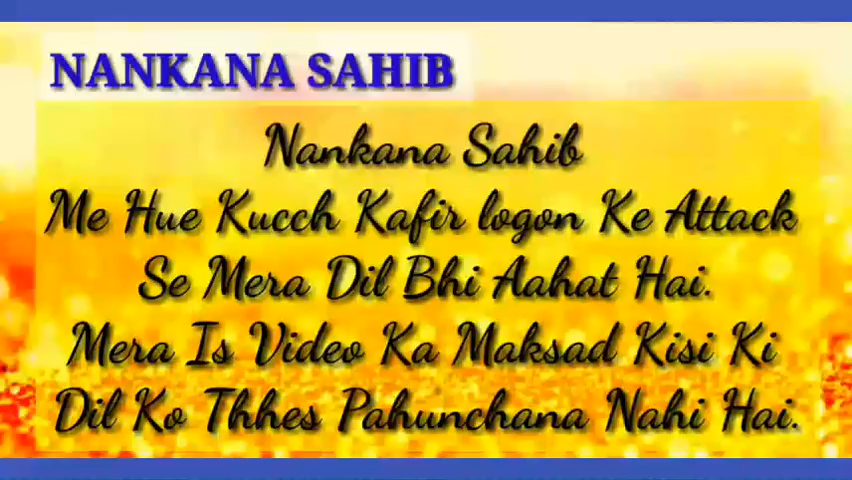 NANKANA SAHIB
Nankana Sahib
Me Hue Kucch Kafir logon Ke Attack
Se Mera Dil Bhi Aahat Hai.
Mera Is Video Ka Maksad Kisi Ki
Dil Ko Thhes Pahunchana Nahi Hai.